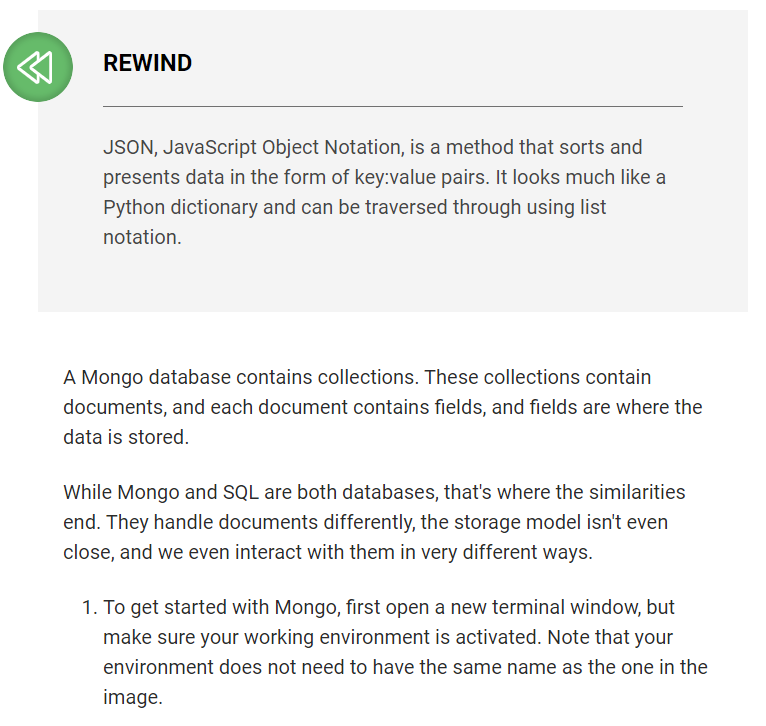 REWIND
JSON, JavaScript Object Notation, is a method that sorts and
presents data in the form of key:value pairs. It looks much like a
Python dictionary and can be traversed through using list
notation.
A Mongo database contains collections. These collections contain
documents, and each document contains fields, and fields are where the
data is stored.
While Mongo and SQL are both databases, that's where the similarities
end. They handle documents differently, the storage model isn't even
close, and we even interact with them in very different ways.
1. To get started with Mongo, first open a new terminal window, but
make sure your working environment is activated. Note that your
environment does not need to have the same name as the one in the
image.